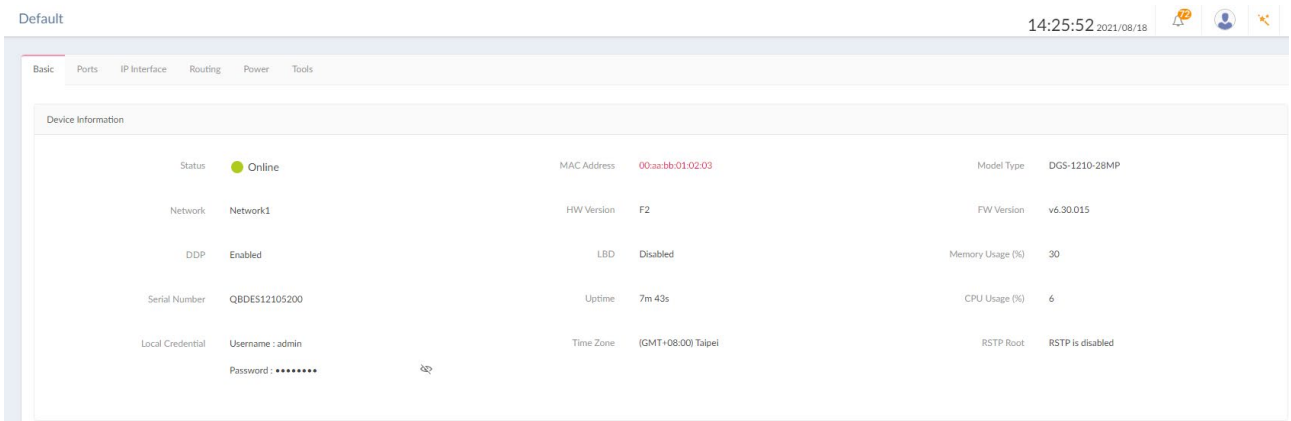 Default
14:25:52 2021/08/18
72
Basic Ports IP Interface Routing Power Tools
Device Information
Status Online MAC Address 00:aa:bb:01:02:03 Model Type DGS-1210-28MP
Network Network1 HW Version F2 FW Version v6.30.015
DDP Enabled LBD Disabled Memory Usage (%) 30
Serial Number QBDES12105200 Uptime 7m 43s CPU Usage (%) 6
Local Credential Username : admin Time Zone (GMT+08:00) Taipei RSTP Root RSTP is disabled
Password : ••••••••